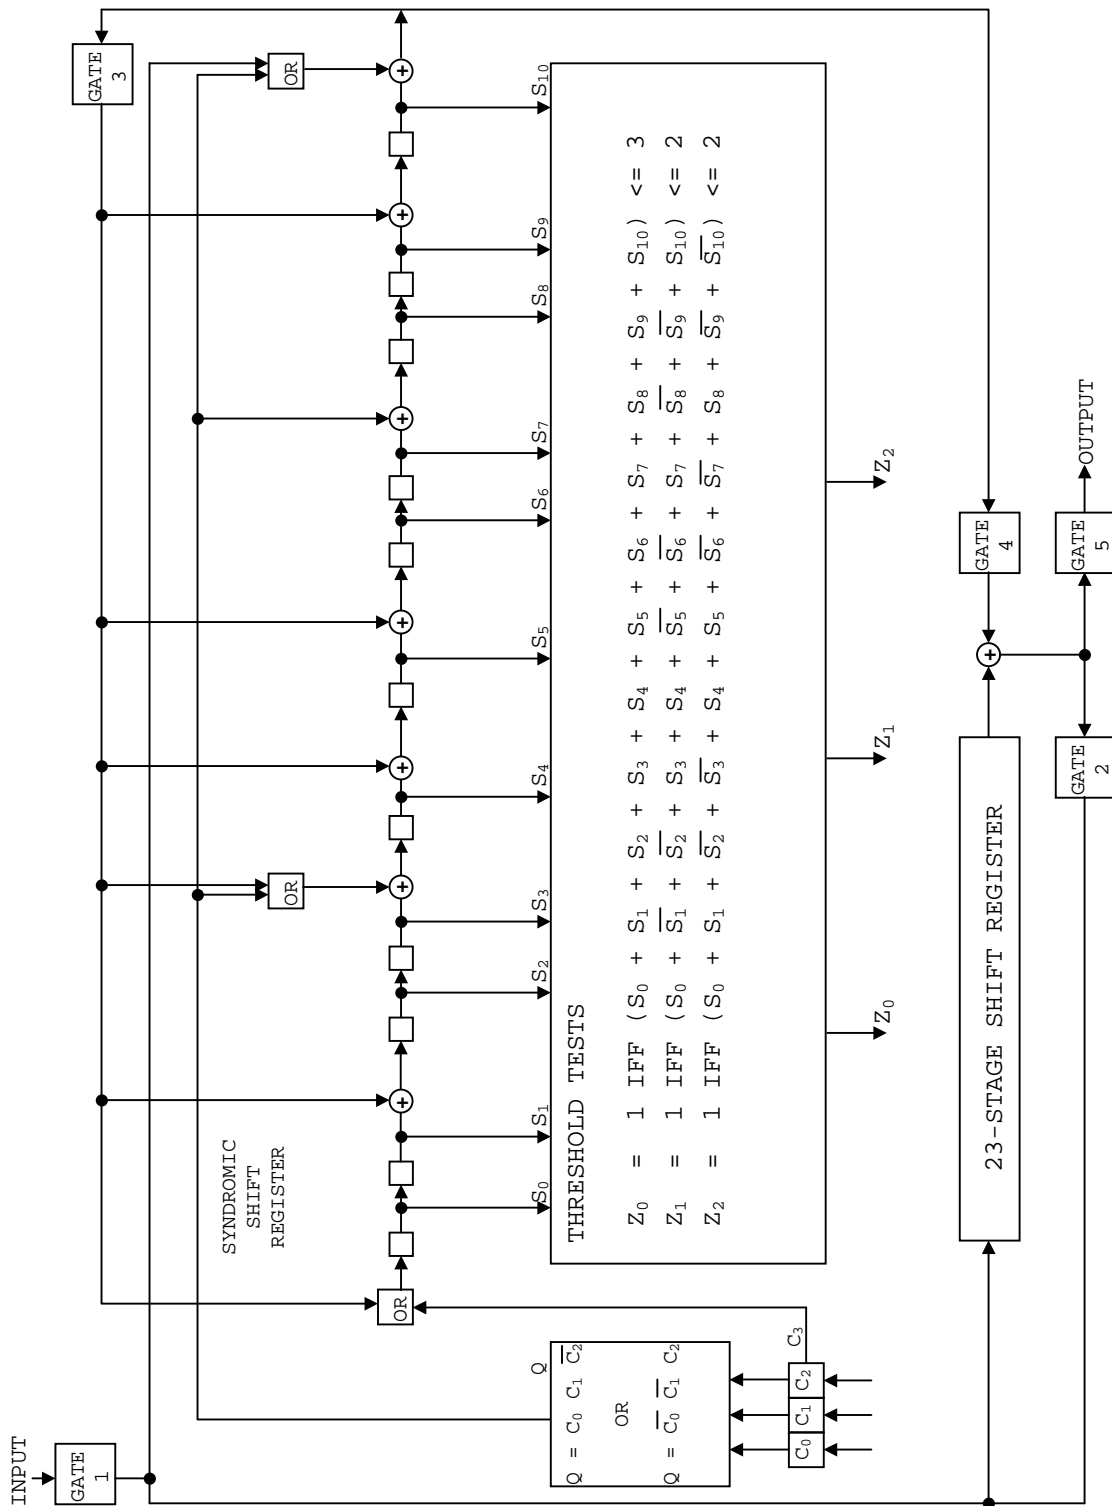 INPUT
GATE
1
GATE
3
SYNDROMIC
SHIFT
REGISTER
OR
OR
OR
Q
S₀
S₁
S₂
S₃
S₄
S₅
S₆
S₇
S₈
S₉
S₁₀
Q = C₀ C₁ C̅₂
OR
Q = C̅₀ C̅₁ C₂
C₃
C₀
C₁
C₂
THRESHOLD TESTS
Z₀ = 1 IFF (S₀ + S₁ + S₂ + S₃ + S₄ + S₅ + S₆ + S₇ + S₈ + S₉ + S₁₀) <= 3
Z₁ = 1 IFF (S₀ + S̅₁ + S̅₂ + S₃ + S₄ + S̅₅ + S̅₆ + S₇ + S̅₈ + S̅₉ + S₁₀) <= 2
Z₂ = 1 IFF (S₀ + S₁ + S̅₂ + S̅₃ + S₄ + S₅ + S̅₆ + S̅₇ + S₈ + S̅₉ + S̅₁₀) <= 2
Z₀
Z₁
Z₂
23-STAGE SHIFT REGISTER
GATE
4
GATE
2
GATE
5
OUTPUT